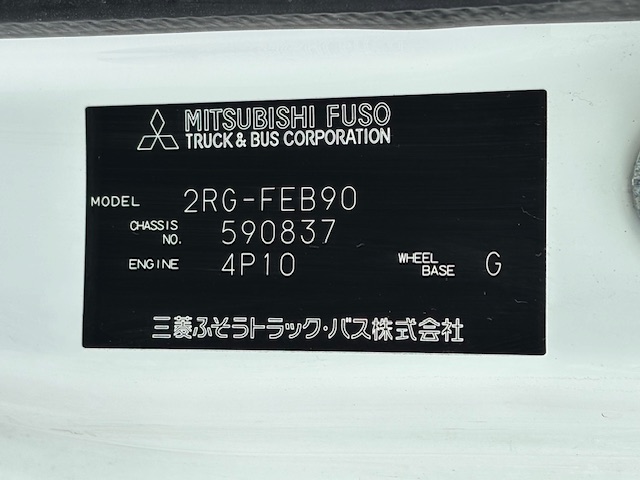 MITSUBISHI FUSO
TRUCK & BUS CORPORATION
MODEL 2RG-FEB90
CHASSIS NO. 590837
ENGINE 4P10 WHEEL BASE G
三菱ふそうトラック・バス株式会社